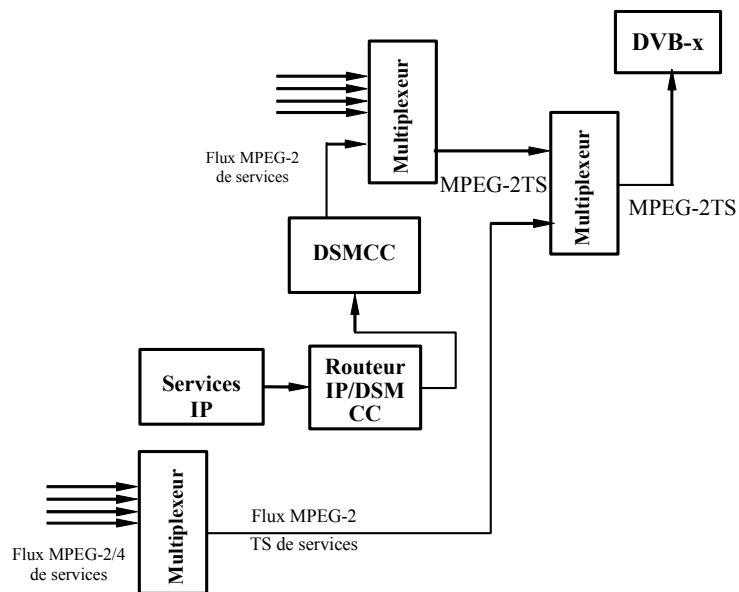 DVB-x
Multiplexeur
Multiplexeur
Flux MPEG-2
de services
MPEG-2TS
MPEG-2TS
DSMCC
Services
IP
Routeur
IP/DSM
CC
Multiplexeur
Flux MPEG-2
TS de services
Flux MPEG-2/4
de services